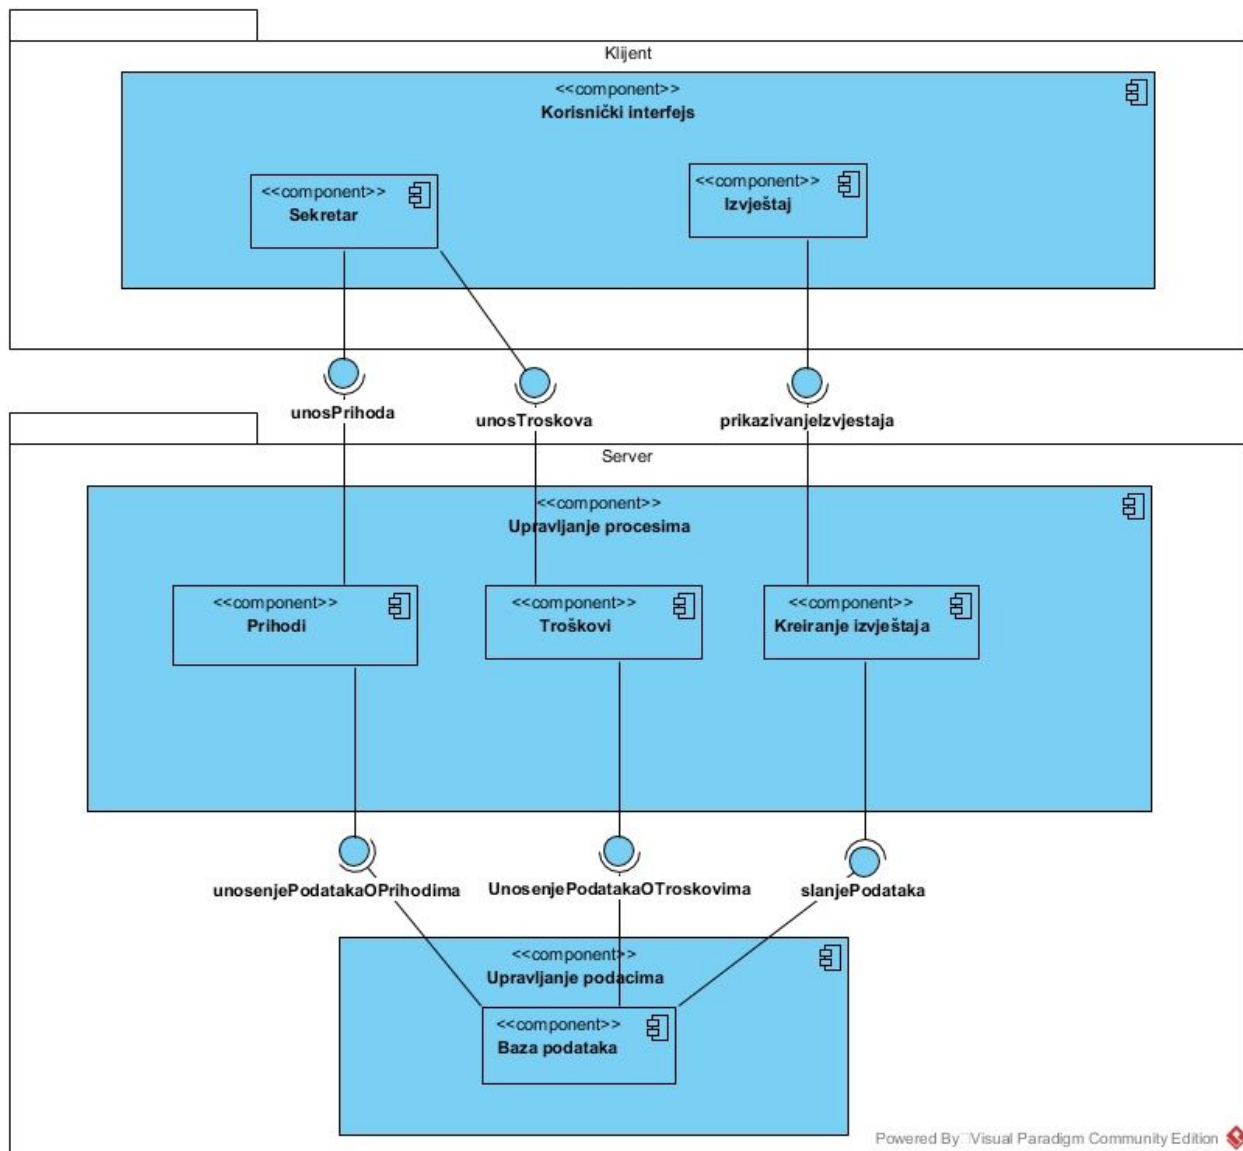 Klijent
<<component>>
Korisnički interfejs
<<component>>
Sekretar
<<component>>
Izvještaj
unosPrihoda
unosTroskova
prikazivanjeIzvjestaja
Server
<<component>>
Upravljanje procesima
<<component>>
Prihodi
<<component>>
Troškovi
<<component>>
Kreiranje izvještaja
unosenjePodatakaOPrihodima
UnosenjePodatakaOTroskovima
slanjePodataka
<<component>>
Upravljanje podacima
<<component>>
Baza podataka
Powered By Visual Paradigm Community Edition